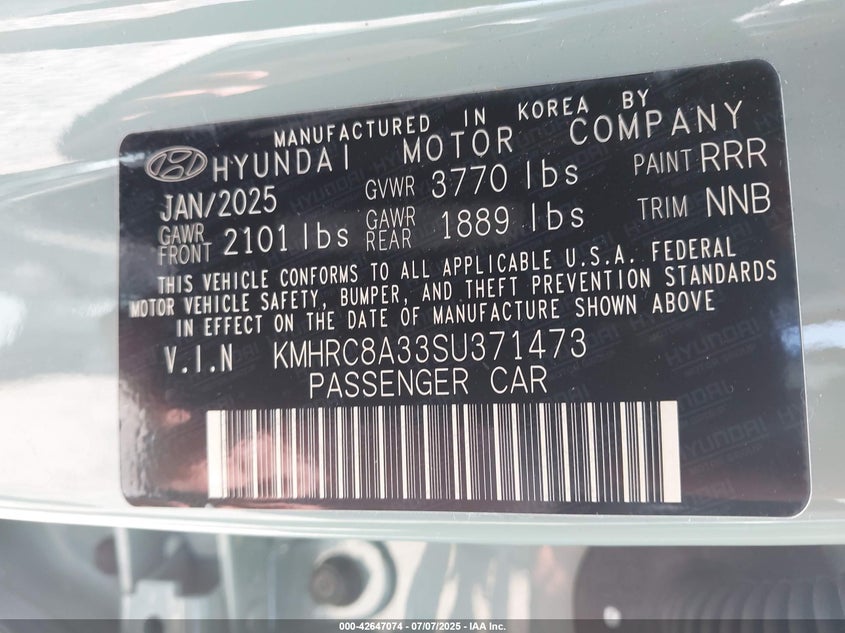 MANUFACTURED IN KOREA BY
HYUNDAI MOTOR COMPANY
JAN/2025 GVWR 3770 lbs PAINT RRR
GAWR FRONT 2101 lbs GAWR REAR 1889 lbs TRIM NNB
THIS VEHICLE CONFORMS TO ALL APPLICABLE U.S.A. FEDERAL
MOTOR VEHICLE SAFETY, BUMPER, AND THEFT PREVENTION STANDARDS
IN EFFECT ON THE DATE OF MANUFACTURE SHOWN ABOVE
V.I.N KMHRC8A33SU371473
PASSENGER CAR
000-42647074 | 07/07/2025 - IAA Inc.